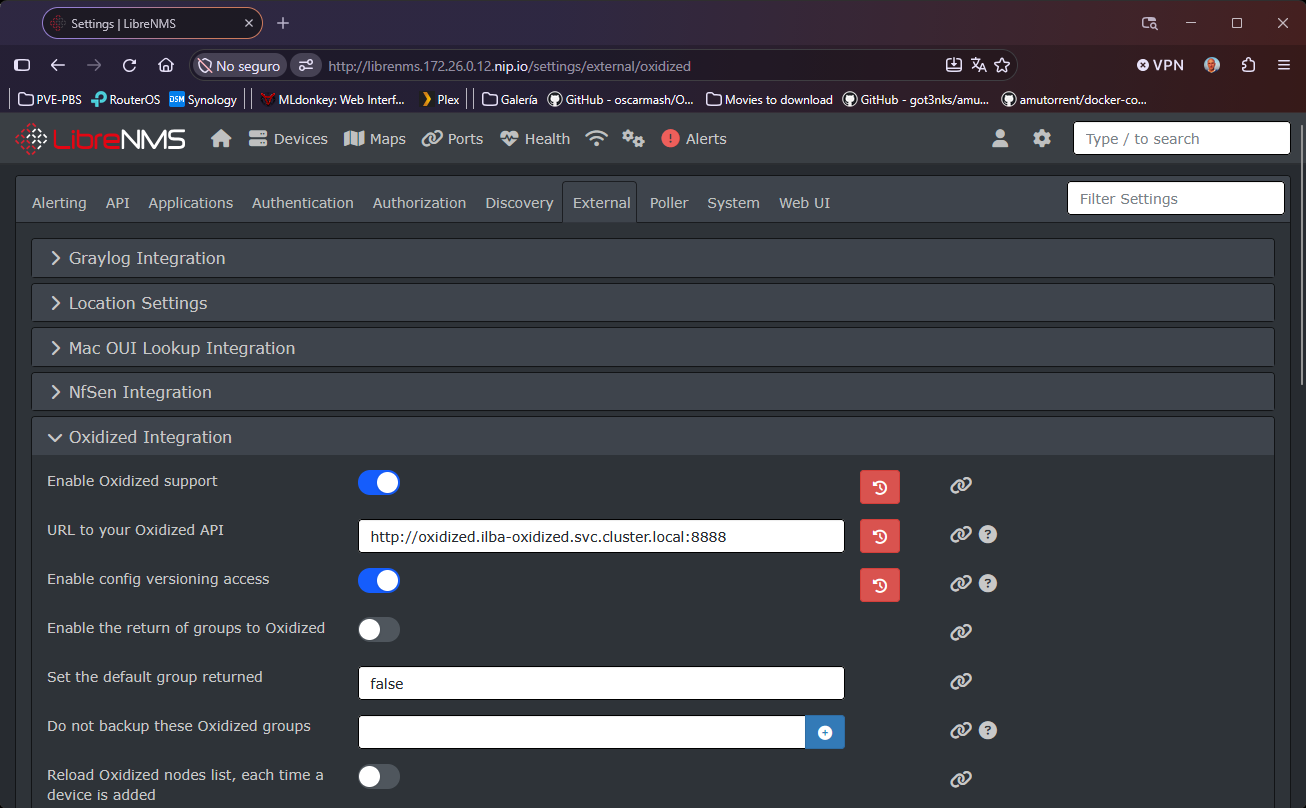 Settings | LibreNMS
No seguro
http://librenms.172.26.0.12.nip.io/settings/external/oxidized
VPN
PVE-PBS
RouterOS
DSM Synology
MLdonkey: Web Interf...
Plex
Galería
GitHub - oscarmash/O...
Movies to download
GitHub - got3nks/amu...
amutorrent/docker-co...
LibreNMS
Devices
Maps
Ports
Health
Alerts
Type / to search
Alerting API Applications Authentication Authorization Discovery External Poller System Web UI
Filter Settings
Graylog Integration
Location Settings
Mac OUI Lookup Integration
NfSen Integration
Oxidized Integration
Enable Oxidized support
URL to your Oxidized API
http://oxidized.ilba-oxidized.svc.cluster.local:8888
Enable config versioning access
Enable the return of groups to Oxidized
Set the default group returned
false
Do not backup these Oxidized groups
Reload Oxidized nodes list, each time a
device is added